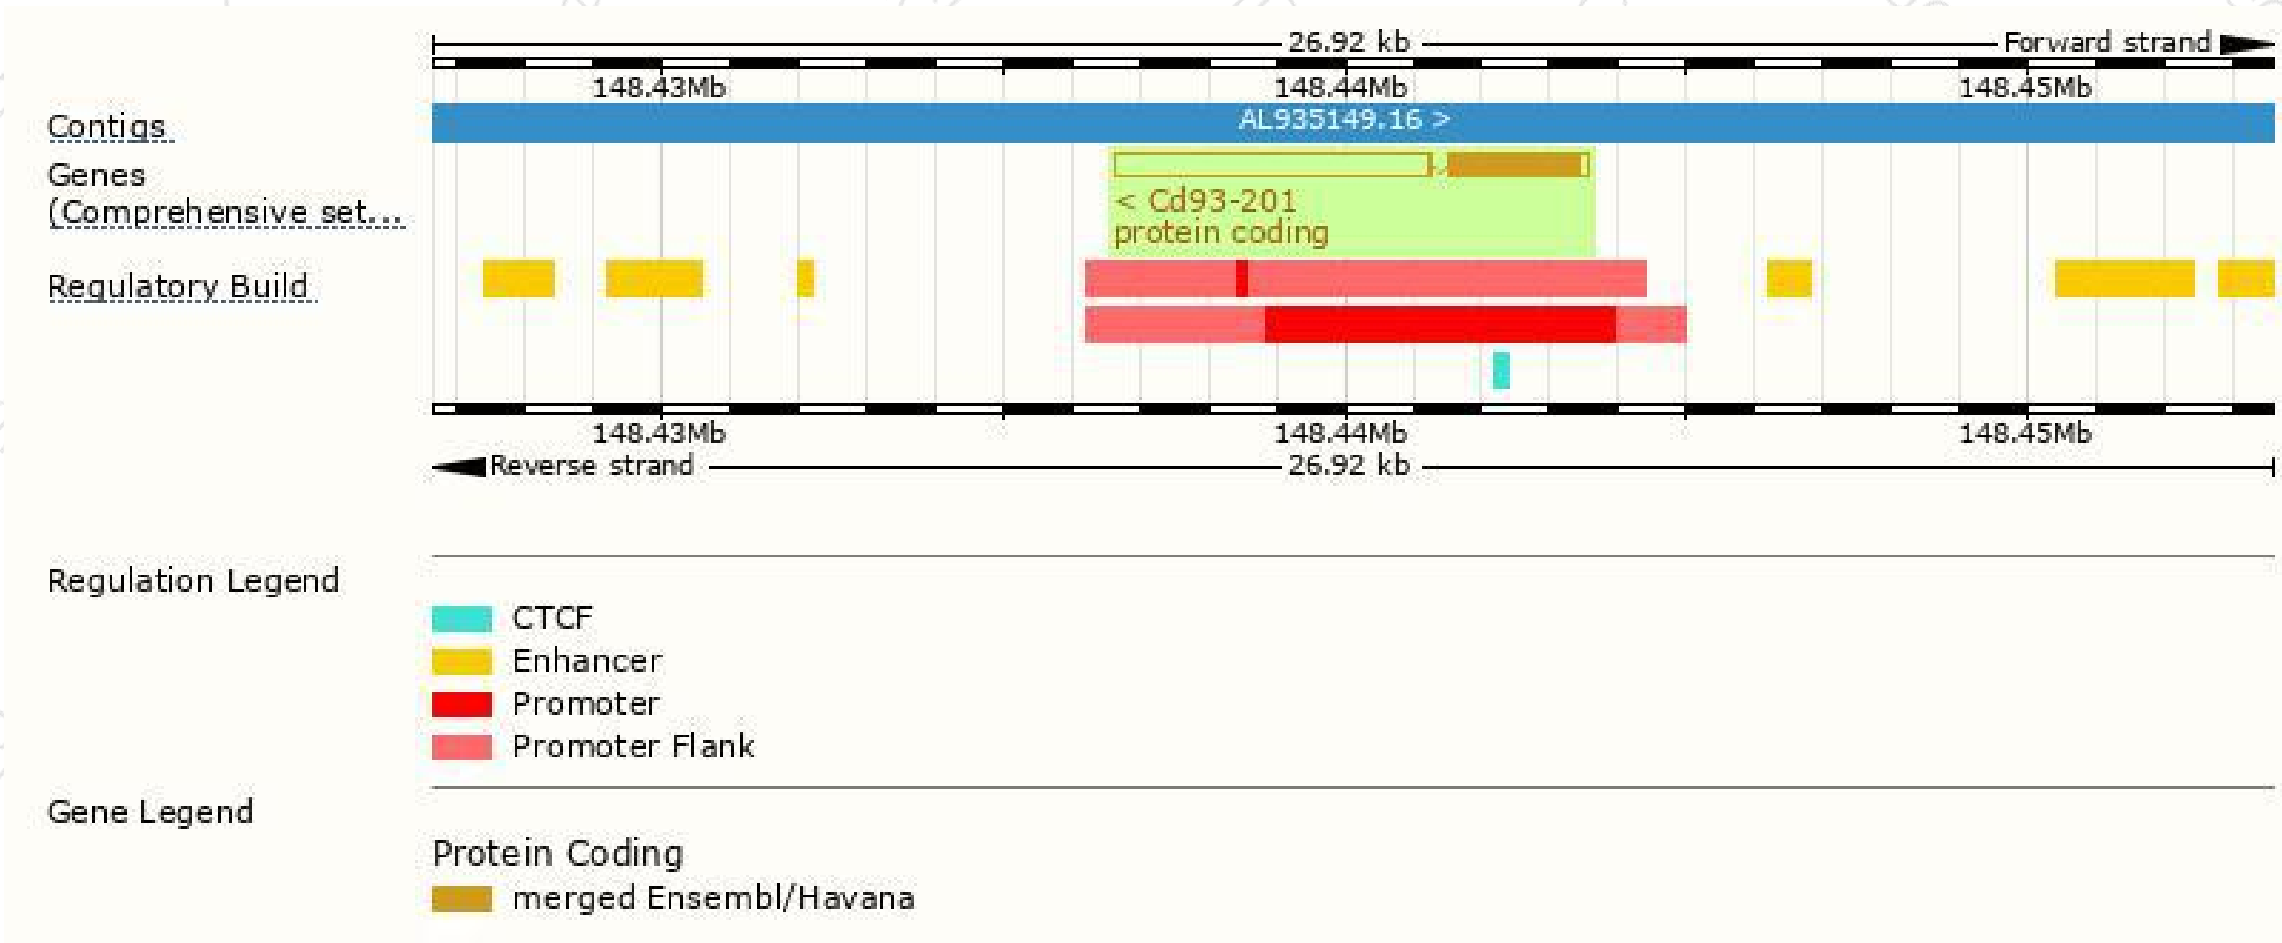 26.92 kb
Forward strand
148.43Mb 148.44Mb 148.45Mb
Contigs
AL935149.16 >
Genes
(Comprehensive set...
< Cd93-201
protein coding
Regulatory Build
148.43Mb 148.44Mb 148.45Mb
Reverse strand
26.92 kb
Regulation Legend
CTCF
Enhancer
Promoter
Promoter Flank
Gene Legend
Protein Coding
merged Ensembl/Havana